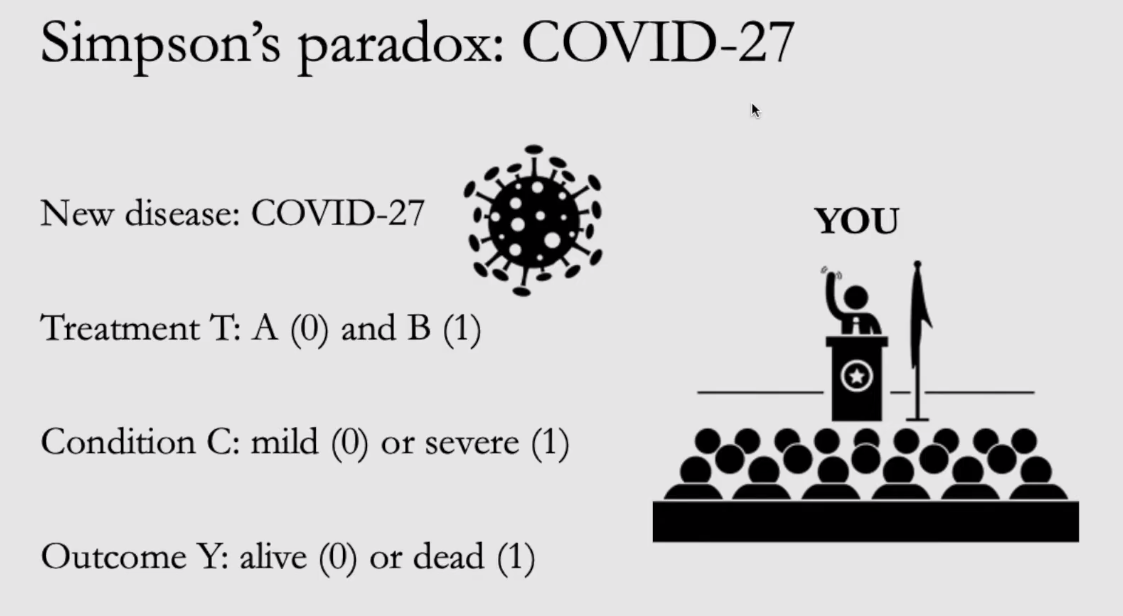 Simpson’s paradox: COVID-27
New disease: COVID-27
YOU
Treatment T: A (0) and B (1)
Condition C: mild (0) or severe (1)
Outcome Y: alive (0) or dead (1)